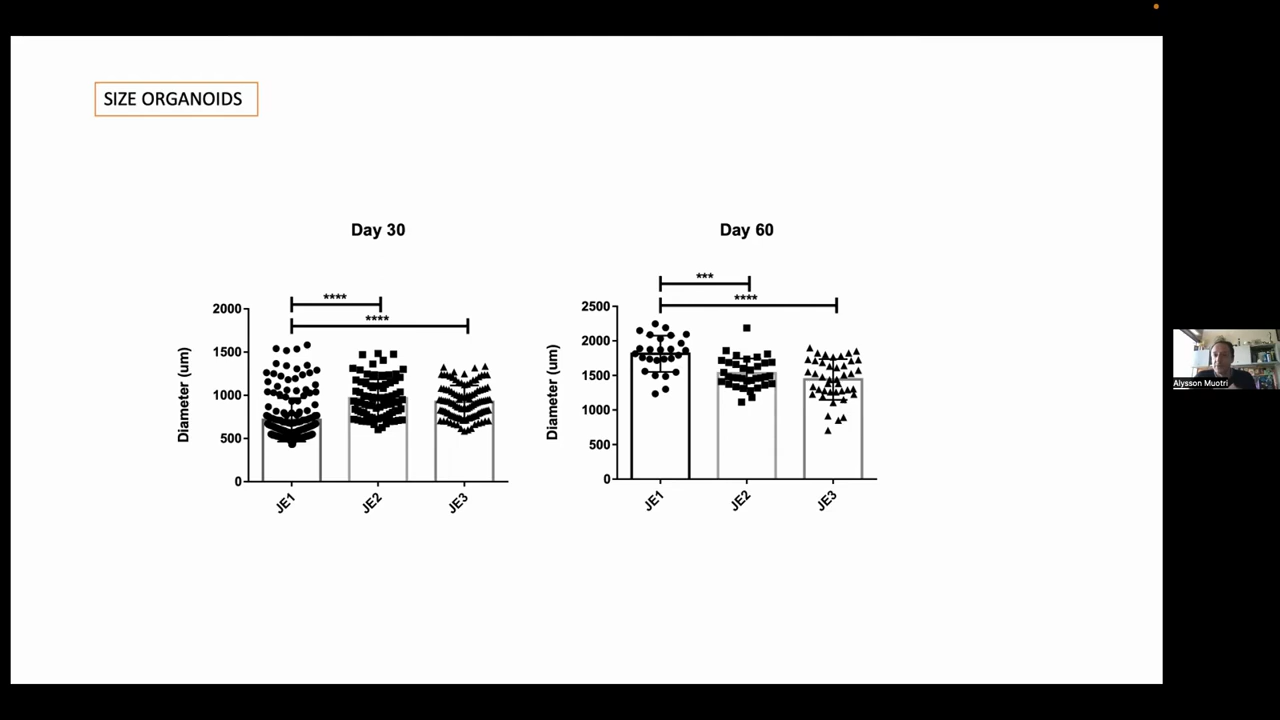 SIZE ORGANOIDS
Day 30
****
****
2000
1500
1000
500
0
Diameter (um)
JE1
JE2
JE3
Day 60
***
****
2500
2000
1500
1000
500
0
Diameter (um)
JE1
JE2
JE3
Alysson Muotri